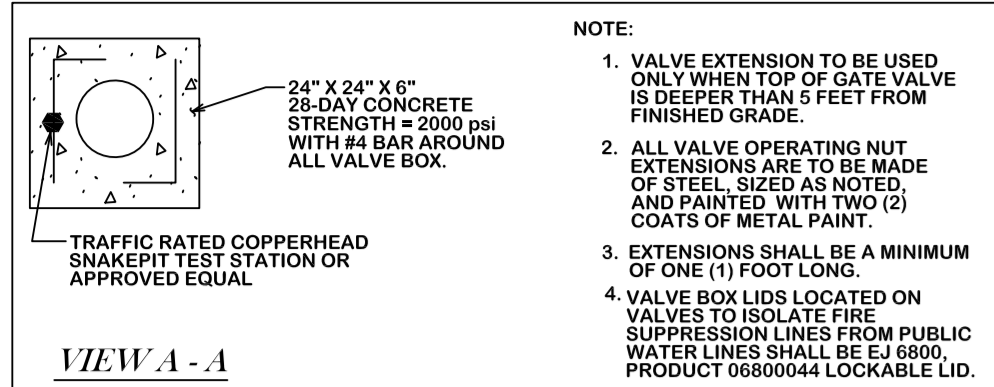 24" X 24" X 6"
28-DAY CONCRETE
STRENGTH = 2000 psi
WITH #4 BAR AROUND
ALL VALVE BOX.
TRAFFIC RATED COPPERHEAD
SNAKEPIT TEST STATION OR
APPROVED EQUAL
VIEW A - A
NOTE:
1. VALVE EXTENSION TO BE USED
ONLY WHEN TOP OF GATE VALVE
IS DEEPER THAN 5 FEET FROM
FINISHED GRADE.
2. ALL VALVE OPERATING NUT
EXTENSIONS ARE TO BE MADE
OF STEEL, SIZED AS NOTED,
AND PAINTED WITH TWO (2)
COATS OF METAL PAINT.
3. EXTENSIONS SHALL BE A MINIMUM
OF ONE (1) FOOT LONG.
4. VALVE BOX LIDS LOCATED ON
VALVES TO ISOLATE FIRE
SUPPRESSION LINES FROM PUBLIC
WATER LINES SHALL BE EJ 6800,
PRODUCT 06800044 LOCKABLE LID.